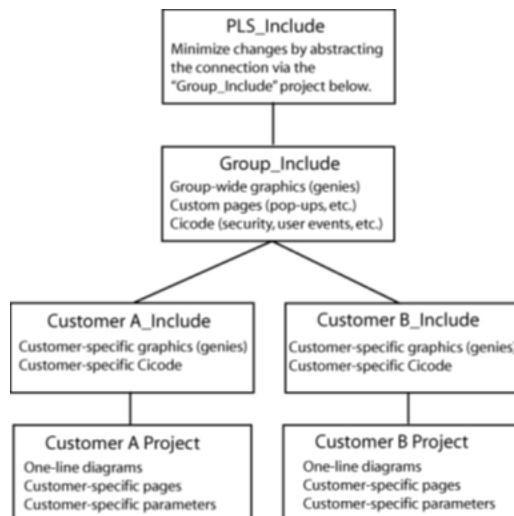 PLS_Include
Minimize changes by abstracting
the connection via the
“Group_Include” project below.
Group_Include
Group-wide graphics (genies)
Custom pages (pop-ups, etc.)
Cicode (security, user events, etc.)
Customer A_Include
Customer-specific graphics (genies)
Customer-specific Cicode
Customer B_Include
Customer-specific graphics (genies)
Customer-specific Cicode
Customer A Project
One-line diagrams
Customer-specific pages
Customer-specific parameters
Customer B Project
One-line diagrams
Customer-specific pages
Customer-specific parameters